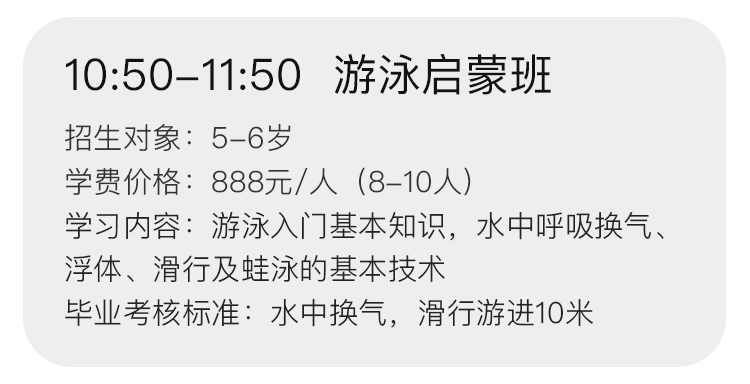 10:50–11:50 游泳启蒙班
招生对象：5–6岁
学费价格：888元/人（8–10人）
学习内容：游泳入门基本知识，水中呼吸换气、
浮体、滑行及蛙泳的基本技术
毕业考核标准：水中换气，滑行游进10米